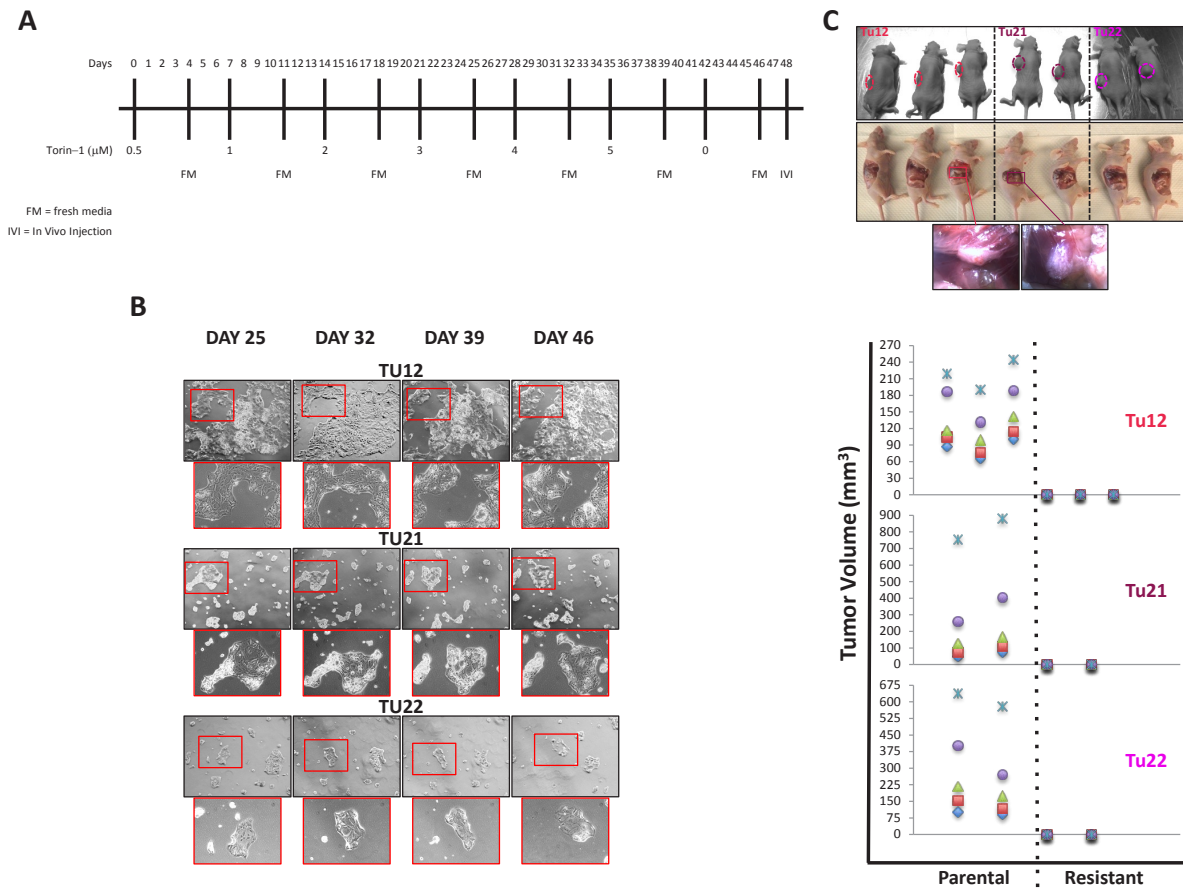 A
Days 0 1 2 3 4 5 6 7 8 9 10 11 12 13 14 15 16 17 18 19 20 21 22 23 24 25 26 27 28 29 30 31 32 33 34 35 36 37 38 39 40 41 42 43 44 45 46 47 48
Torin–1 (μM) 0.5 1 2 3 4 5 0
FM FM FM FM FM FM FM IVI
FM = fresh media
IVI = In Vivo Injection
B
DAY 25 DAY 32 DAY 39 DAY 46
TU12
TU21
TU22
C
Tu12 Tu21 Tu22
Tumor Volume (mm³)
270
240
210
180
150
120
90
60
30
0
Tu12
900
800
700
600
500
400
300
200
100
0
Tu21
675
600
525
450
375
300
225
150
75
0
Tu22
Parental Resistant